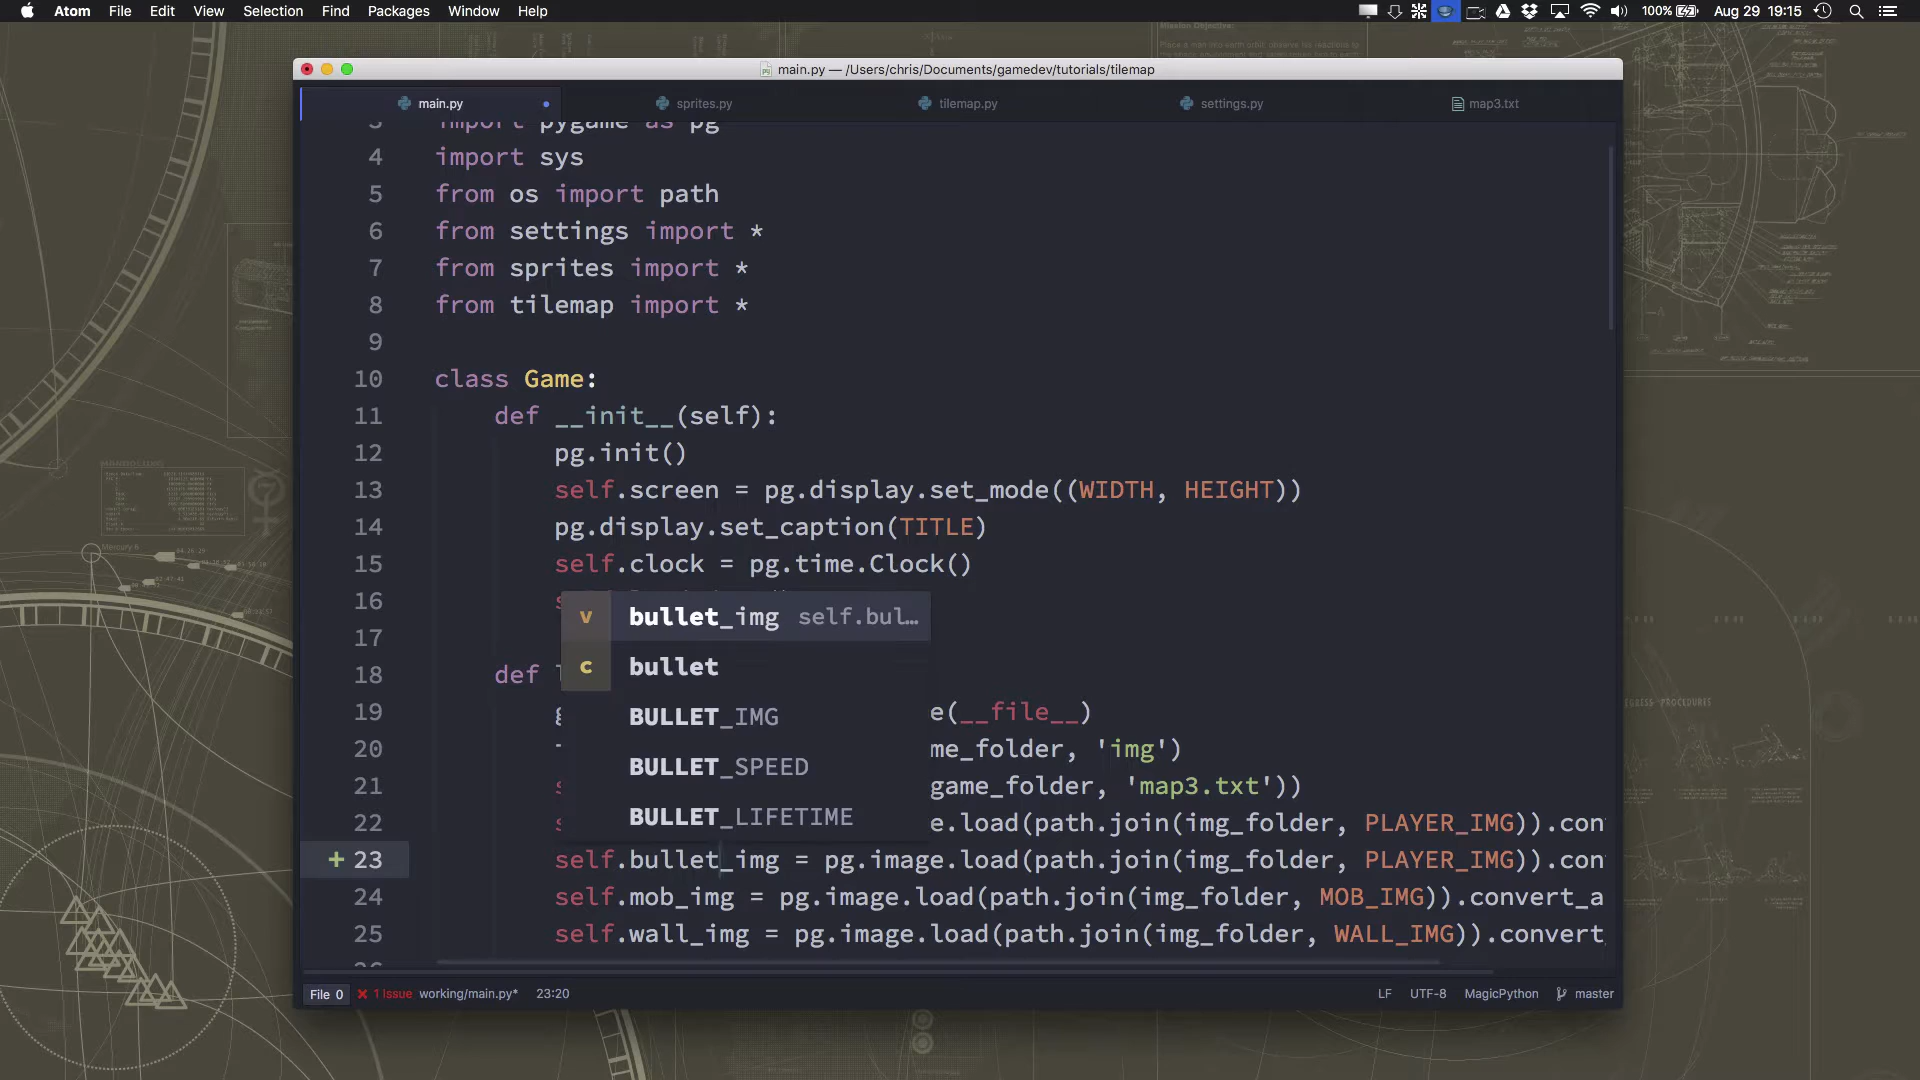 Atom File Edit View Selection Find Packages Window Help 100% Aug 29 19:15
main.py — /Users/chris/Documents/gamedev/tutorials/tilemap
main.py sprites.py tilemap.py settings.py map3.txt
3 import pygame as pg
4 import sys
5 from os import path
6 from settings import *
7 from sprites import *
8 from tilemap import *
9
10 class Game:
11 def __init__(self):
12 pg.init()
13 self.screen = pg.display.set_mode((WIDTH, HEIGHT))
14 pg.display.set_caption(TITLE)
15 self.clock = pg.time.Clock()
16
v bullet_img self.bul…
17
c bullet
18 def
BULLET_IMG
19 e(__file__)
20 me_folder, 'img')
BULLET_SPEED
21 game_folder, 'map3.txt'))
BULLET_LIFETIME
22 e.load(path.join(img_folder, PLAYER_IMG)).con
+ 23 self.bullet_img = pg.image.load(path.join(img_folder, PLAYER_IMG)).con
24 self.mob_img = pg.image.load(path.join(img_folder, MOB_IMG)).convert_a
25 self.wall_img = pg.image.load(path.join(img_folder, WALL_IMG)).convert_
File 0 1 Issue working/main.py* 23:20 LF UTF-8 MagicPython master